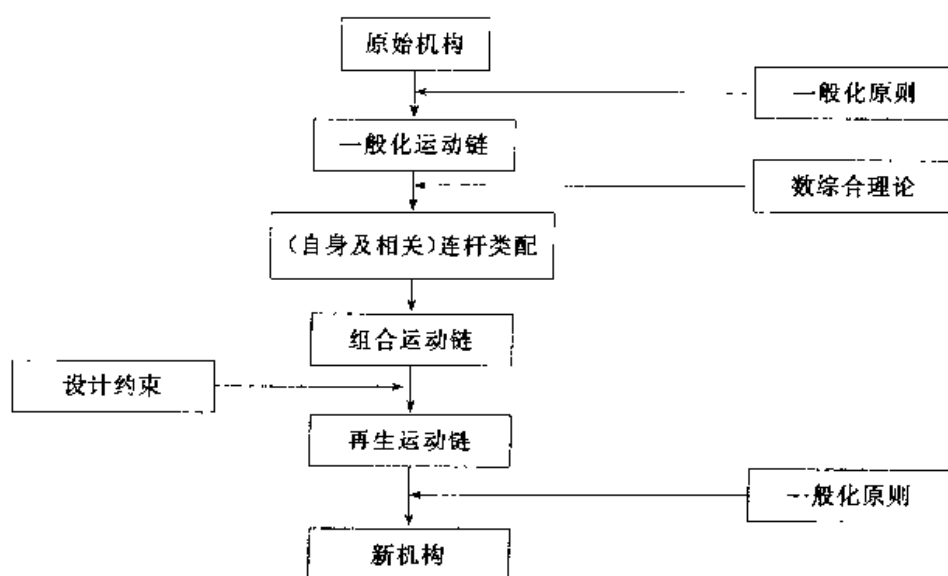 原始机构
一般化原则
一般化运动链
数综合理论
(自身及相关)连杆类配
组合运动链
设计约束
再生运动链
一般化原则
新机构